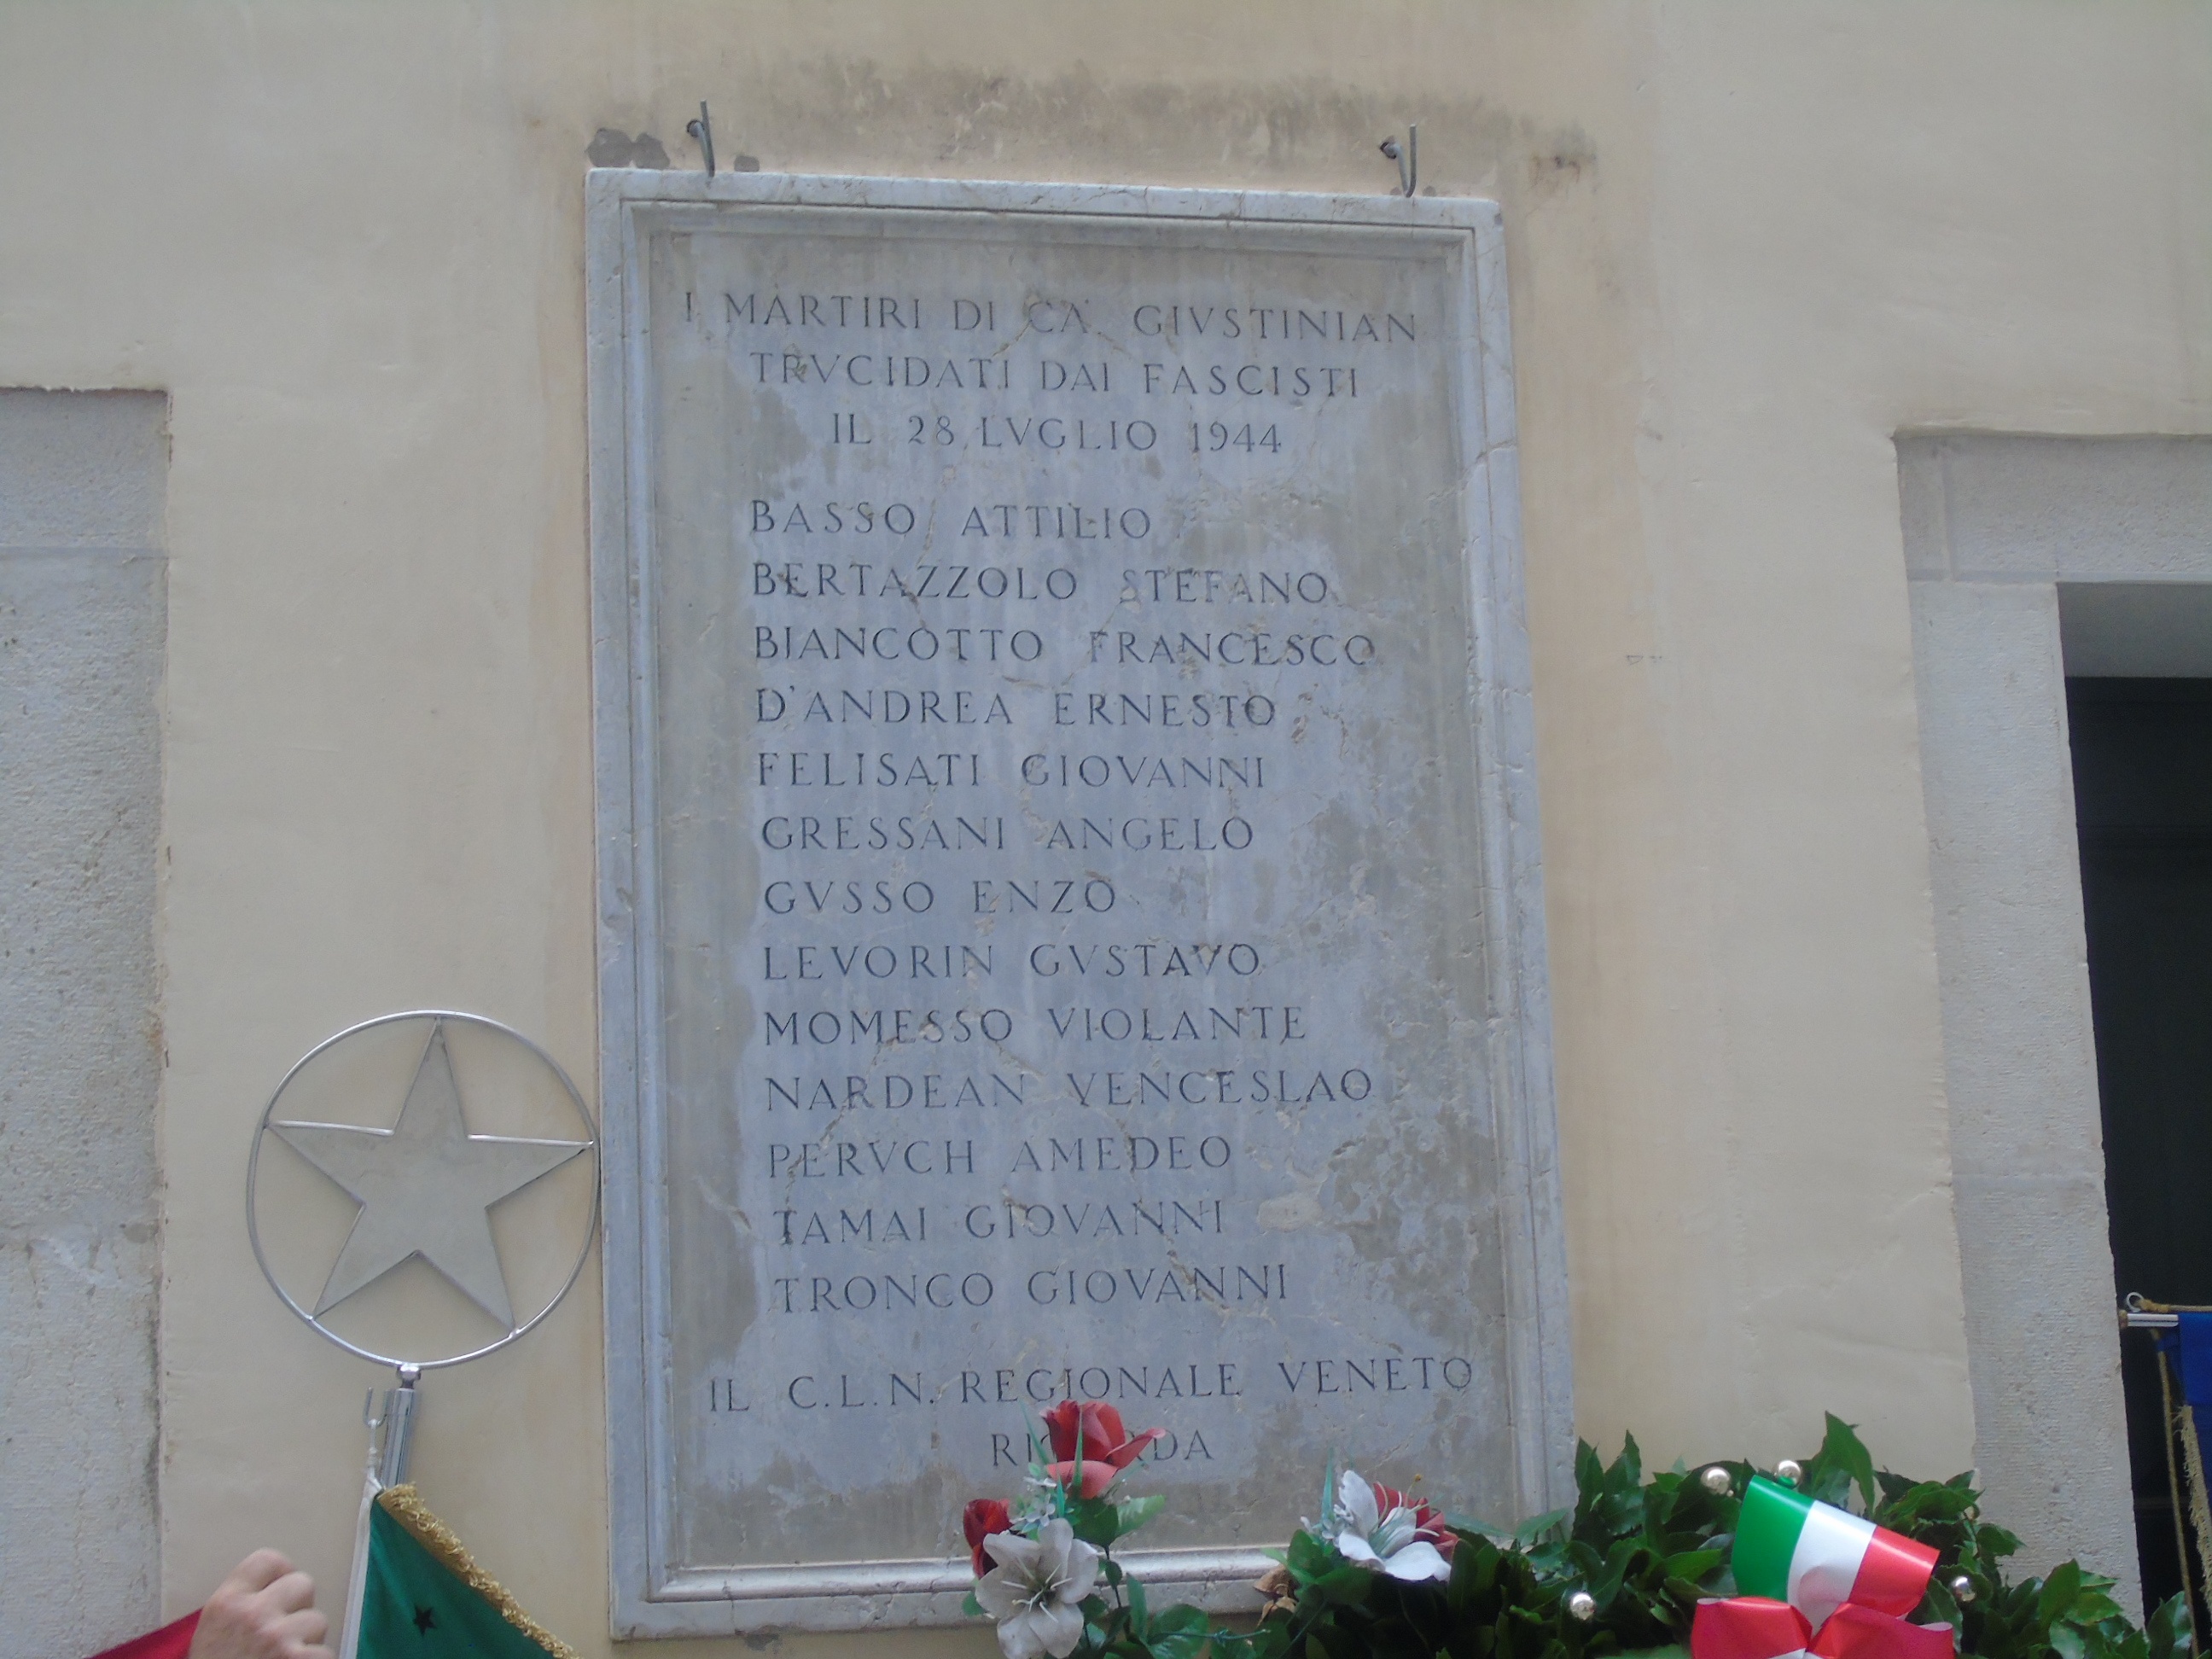 I MARTIRI DI CA' GIVSTINIAN
TRVCIDATI DAI FASCISTI
IL 28 LVGLIO 1944
BASSO ATTILIO
BERTAZZOLO STEFANO
BIANCOTTO FRANCESCO
D'ANDREA ERNESTO
FELISATI GIOVANNI
GRESSANI ANGELO
GVSSO ENZO
LEVORIN GVSTAVO
MOMESSO VIOLANTE
NARDEAN VENCESLAO
PERVCH AMEDEO
TAMAI GIOVANNI
TRONCO GIOVANNI
IL C.L.N. REGIONALE VENETO